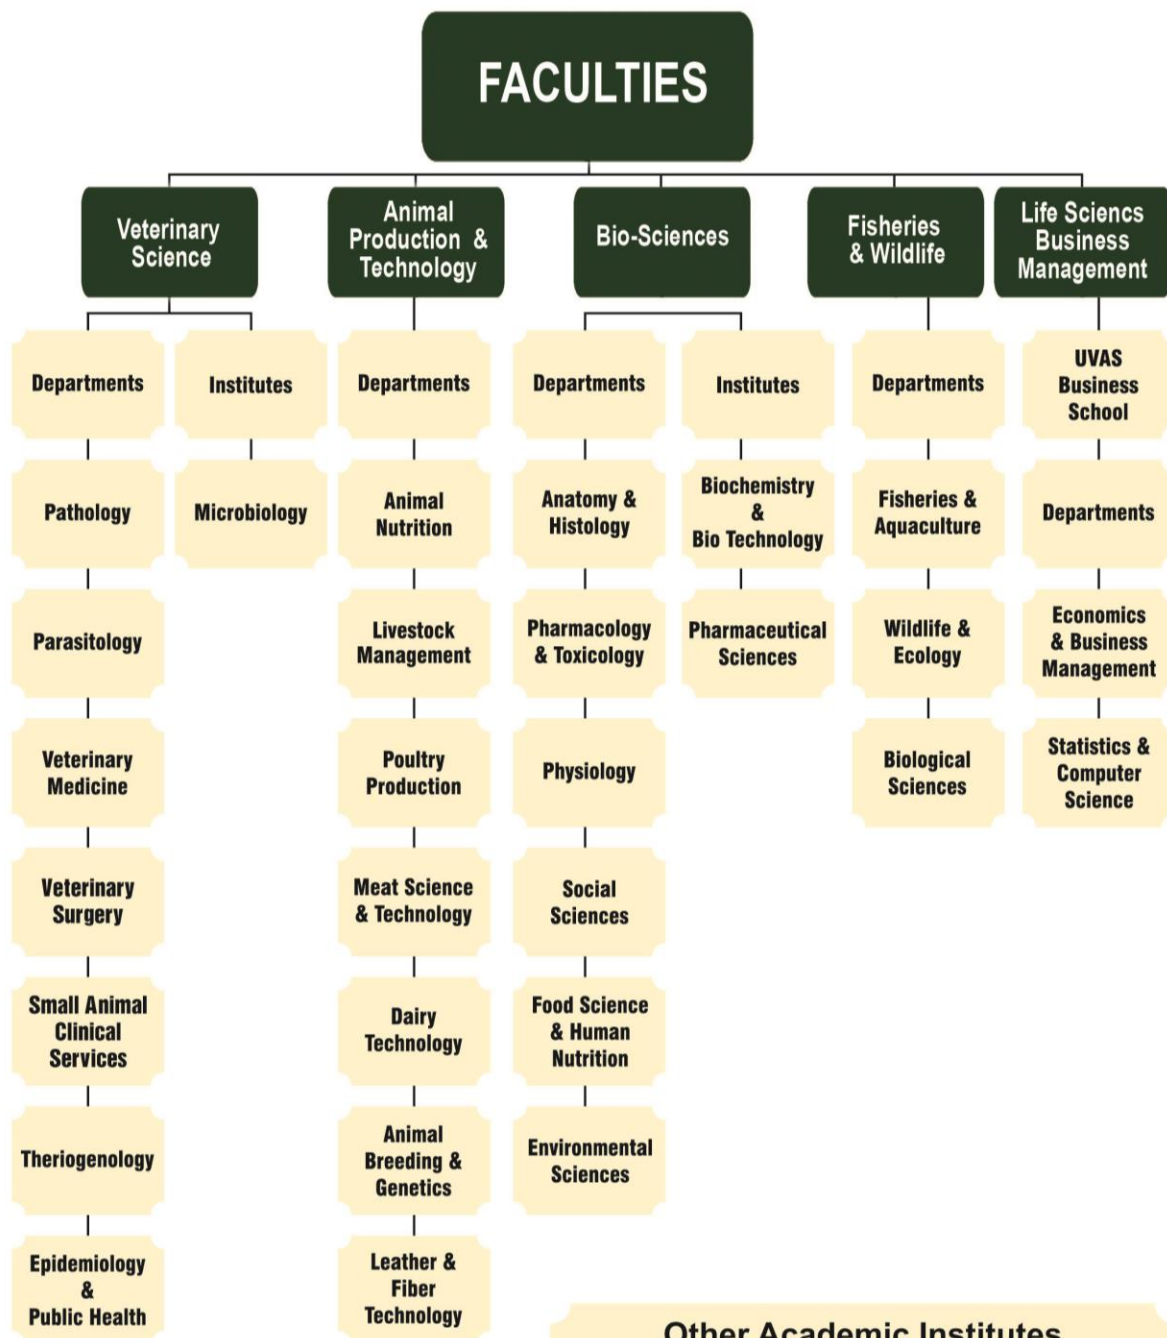 FACULTIES
Veterinary
Science
Animal
Production &
Technology
Bio-Sciences
Fisheries
& Wildlife
Life Sciencs
Business
Management
Departments
Institutes
Departments
Departments
Institutes
Departments
UVAS
Business
School
Pathology
Microbiology
Animal
Nutrition
Anatomy &
Histology
Biochemistry
&
Bio Technology
Fisheries &
Aquaculture
Departments
Parasitology
Livestock
Management
Pharmacology
& Toxicology
Pharmaceutical
Sciences
Wildlife &
Ecology
Economics
& Business
Management
Veterinary
Medicine
Poultry
Production
Physiology
Biological
Sciences
Statistics &
Computer
Science
Veterinary
Surgery
Meat Science
& Technology
Social
Sciences
Small Animal
Clinical
Services
Dairy
Technology
Food Science
& Human
Nutrition
Theriogenology
Animal
Breeding &
Genetics
Environmental
Sciences
Epidemiology
&
Public Health
Leather &
Fiber
Technology
Other Academic Institutes